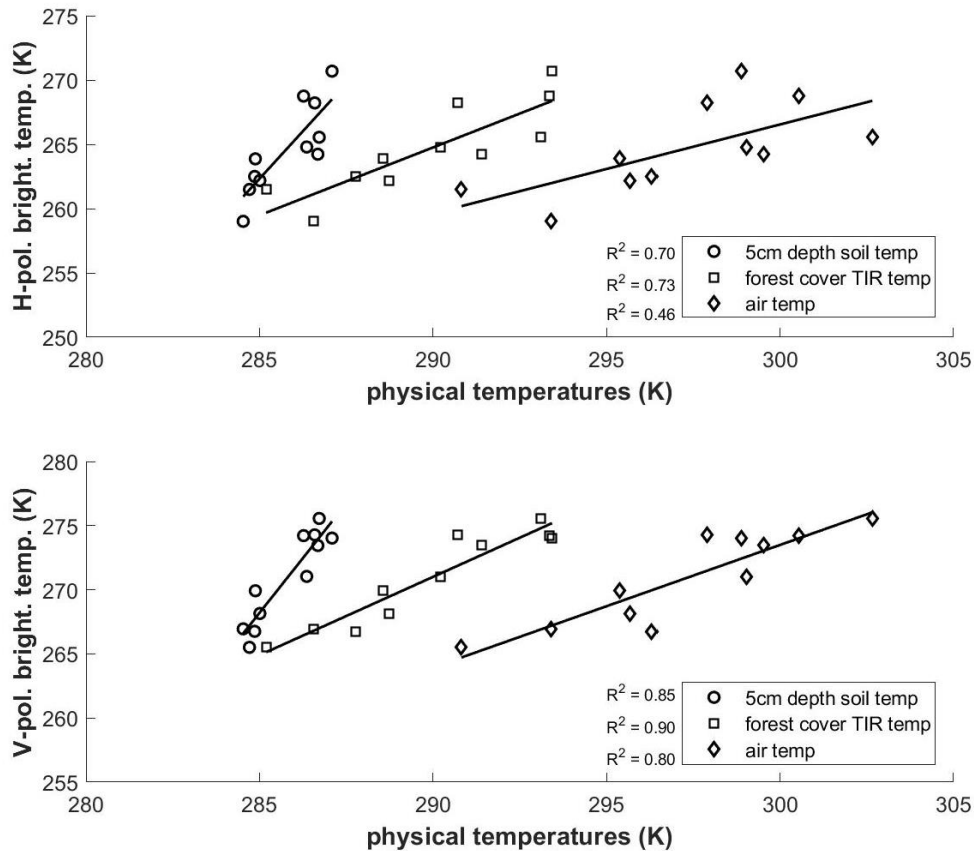 275
270
265
260
255
250
H-pol. bright. temp. (K)
R² = 0.70
5cm depth soil temp
R² = 0.73
forest cover TIR temp
R² = 0.46
air temp
280 285 290 295 300 305
physical temperatures (K)
280
275
270
265
260
255
V-pol. bright. temp. (K)
R² = 0.85
5cm depth soil temp
R² = 0.90
forest cover TIR temp
R² = 0.80
air temp
280 285 290 295 300 305
physical temperatures (K)